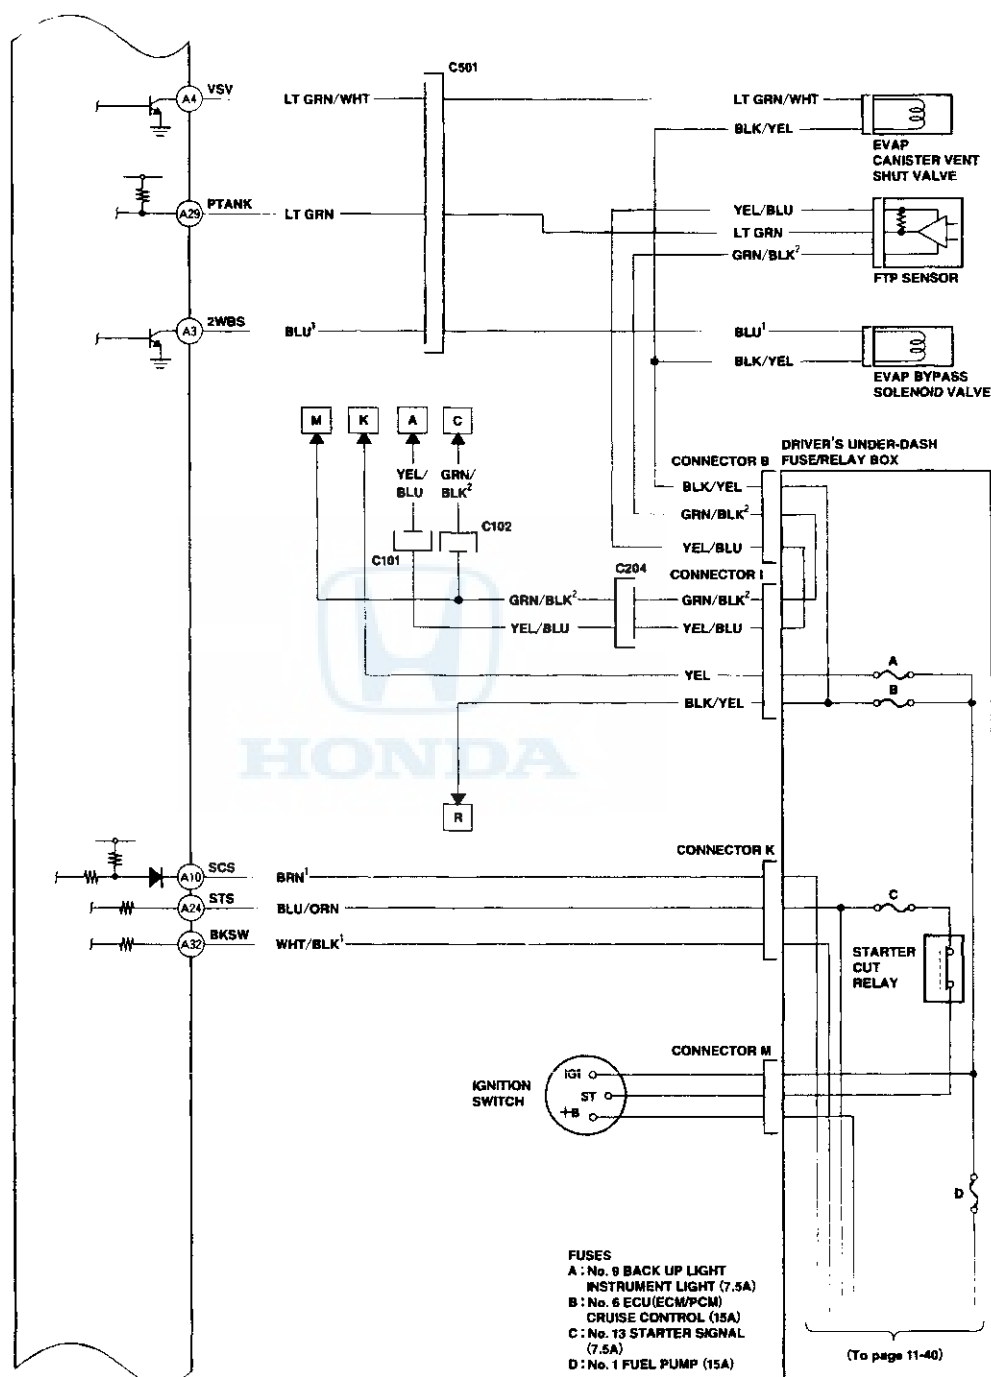 C501
A4 VSV LT GRN/WHT LT GRN/WHT
BLK/YEL
EVAP
CANISTER VENT
SHUT VALVE
A29 PTANK LT GRN
YEL/BLU
LT GRN
GRN/BLK²
FTP SENSOR
A3 2WBS BLU¹ BLU¹
BLK/YEL
EVAP BYPASS
SOLENOID VALVE
M K A C
DRIVER'S UNDER-DASH
FUSE/RELAY BOX
CONNECTOR B
YEL/
BLU
GRN/
BLK²
BLK/YEL
GRN/BLK²
YEL/BLU
C101
C102
C204
CONNECTOR I
GRN/BLK² GRN/BLK²
YEL/BLU YEL/BLU
YEL
A
BLK/YEL
B
HONDA
R
CONNECTOR K
A10 SCS BRN¹
A24 STS BLU/ORN
C
A32 BKSW WHT/BLK¹
STARTER
CUT
RELAY
CONNECTOR M
IGNITION
SWITCH
IG1
ST
+B
D
FUSES
A : No. 9 BACK UP LIGHT
INSTRUMENT LIGHT (7.5A)
B : No. 6 ECU(ECM/PCM)
CRUISE CONTROL (15A)
C : No. 13 STARTER SIGNAL
(7.5A)
D : No. 1 FUEL PUMP (15A)
(To page 11-40)